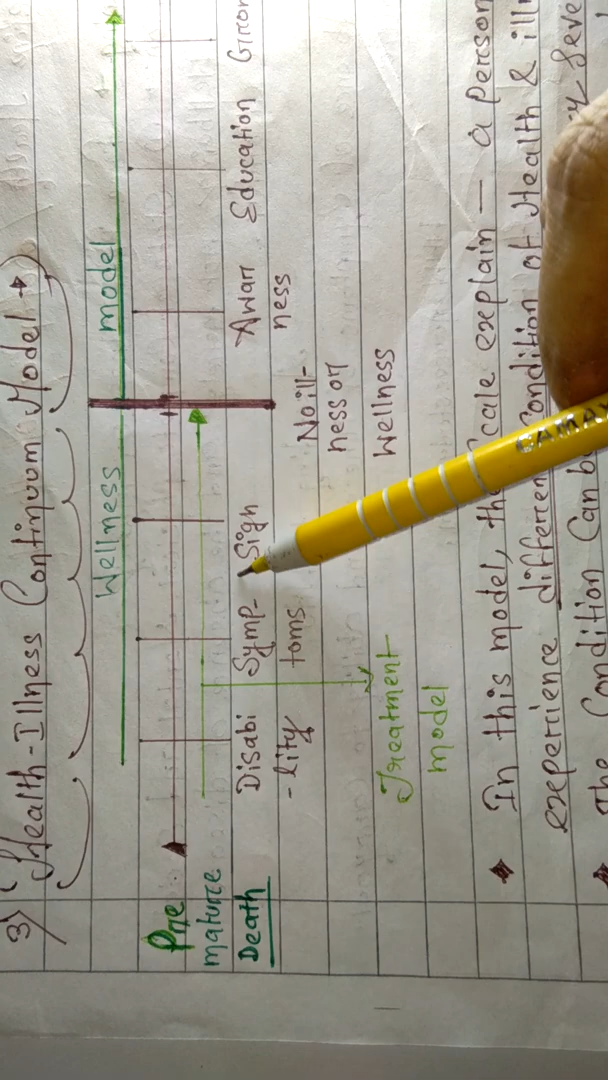 3) Health-Illness Continuum Model →
Wellness model
Pre
mature
Death
Disabi
-lity
Symp-
toms
Sign
No ill-
ness or
Wellness
Awar
ness
Education
Treatment
model
In this model, the scale explain — a person
experience different condition of Health &
The Condition Can be
CAMAX